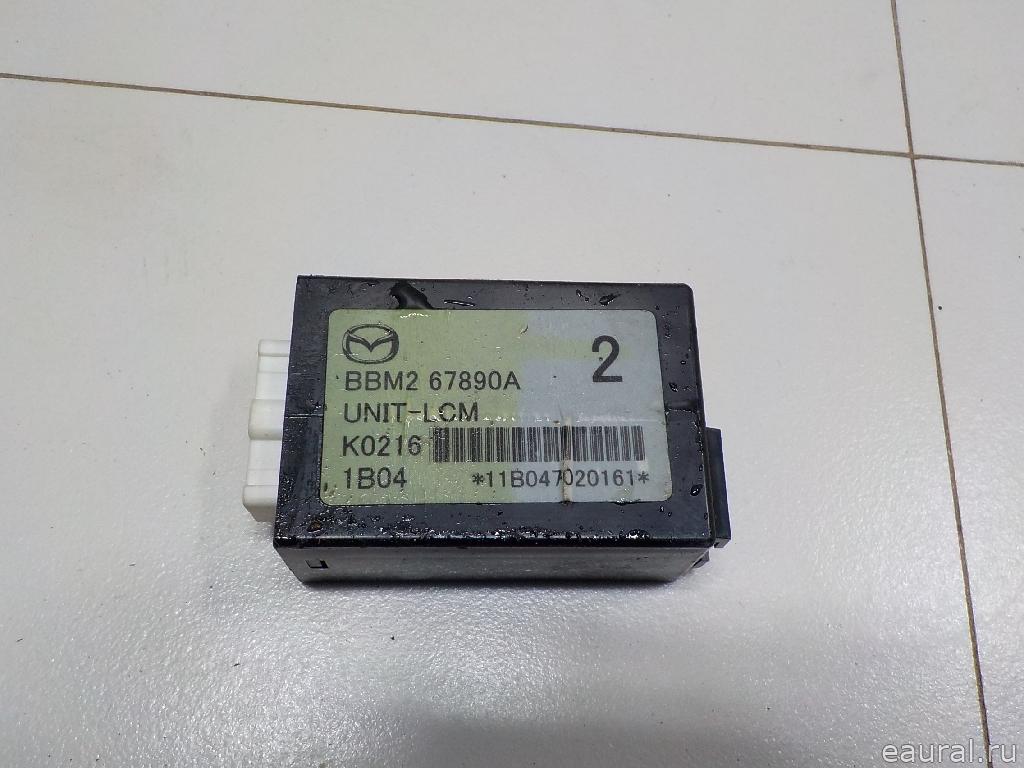 2
BBM2 67890A
UNIT-LCM
K0216
1B04 *11B047020161*
eaural.ru